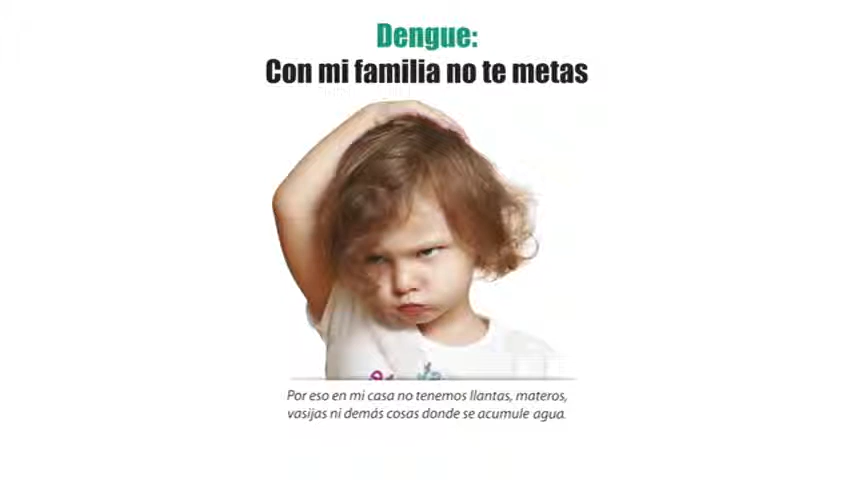 Dengue:
Con mi familia no te metas
Por eso en mi casa no tenemos llantas, materos,
vasijas ni demás cosas donde se acumule agua.